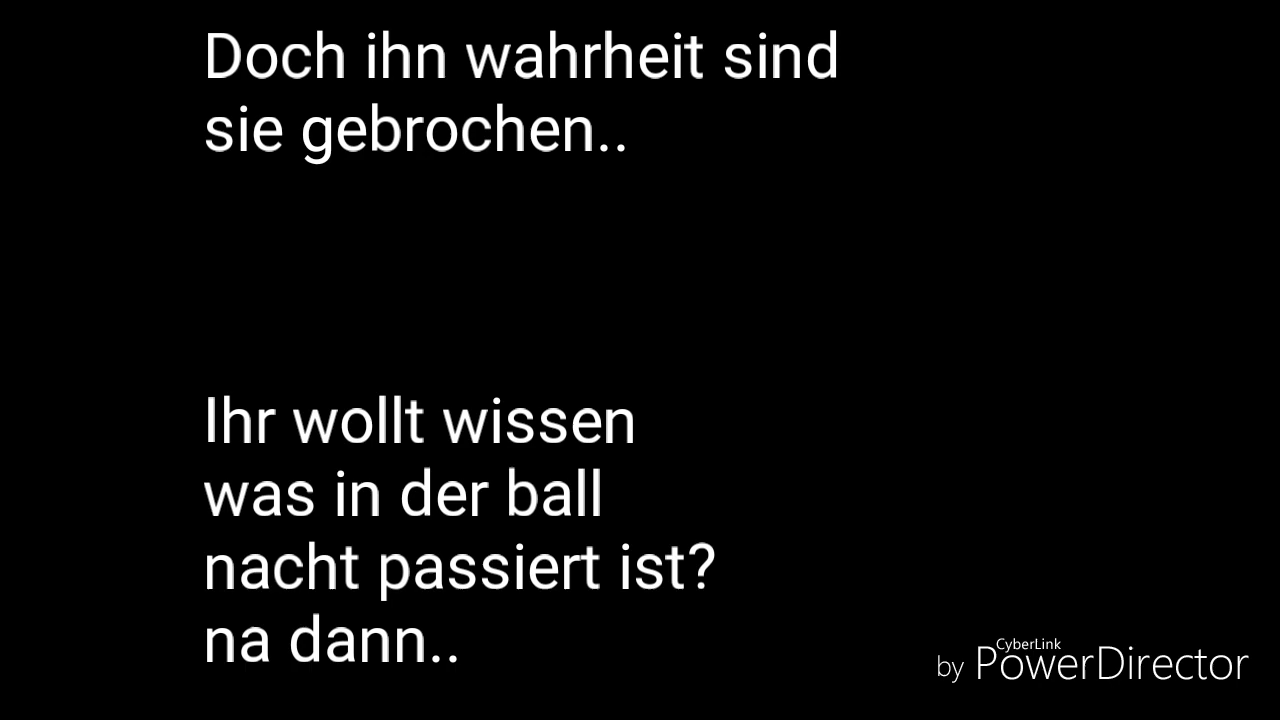 Doch ihn wahrheit sind
sie gebrochen..
Ihr wollt wissen
was in der ball
nacht passiert ist?
na dann..
by CyberLink PowerDirector